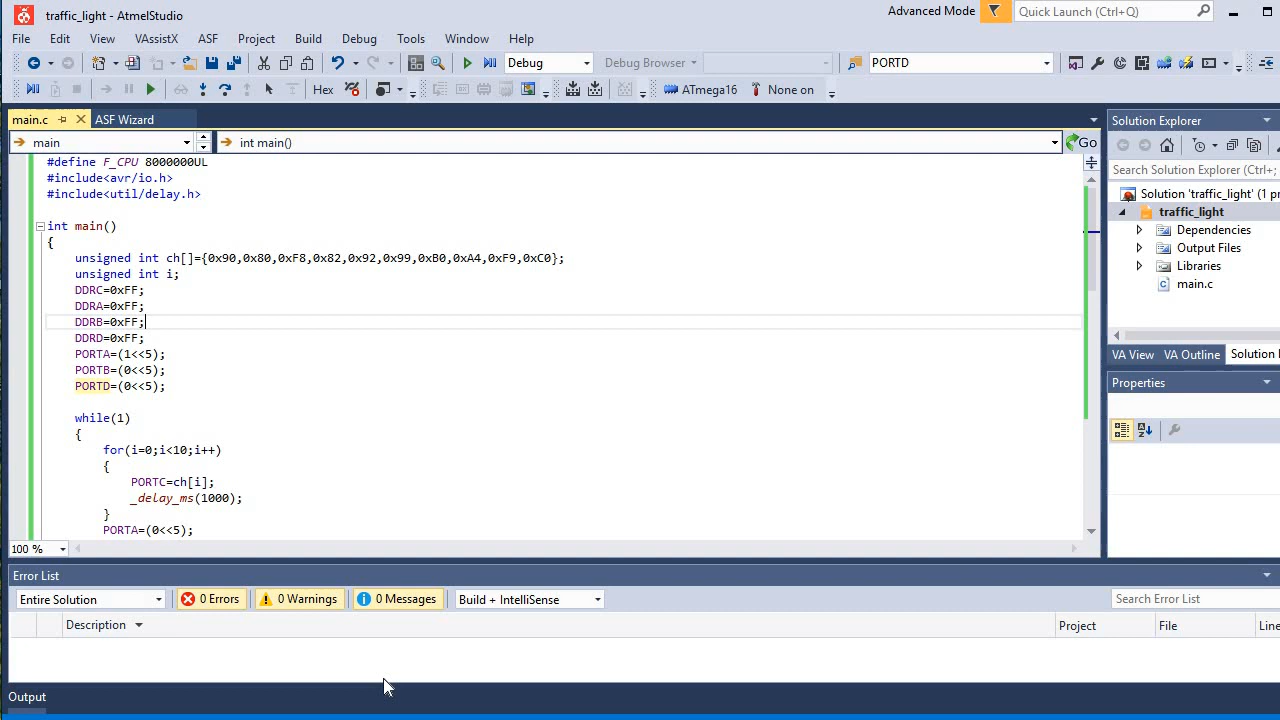 traffic_light - AtmelStudio
Advanced Mode
Quick Launch (Ctrl+Q)
File Edit View VAssistX ASF Project Build Debug Tools Window Help
Debug
Debug Browser
PORTD
Hex
ATmega16
None on
main.c
ASF Wizard
main
int main()
Go
#define F_CPU 8000000UL
#include<avr/io.h>
#include<util/delay.h>
int main()
{
unsigned int ch[]={0x90,0x80,0xF8,0x82,0x92,0x99,0xB0,0xA4,0xF9,0xC0};
unsigned int i;
DDRC=0xFF;
DDRA=0xFF;
DDRB=0xFF;
DDRD=0xFF;
PORTA=(1<<5);
PORTB=(0<<5);
PORTD=(0<<5);
while(1)
{
for(i=0;i<10;i++)
{
PORTC=ch[i];
_delay_ms(1000);
}
PORTA=(0<<5);
100 %
Solution Explorer
Search Solution Explorer (Ctrl+;
Solution 'traffic_light' (1 p
traffic_light
Dependencies
Output Files
Libraries
main.c
VA View VA Outline Solution
Properties
Error List
Entire Solution
0 Errors
0 Warnings
0 Messages
Build + IntelliSense
Search Error List
Description
Project
File
Line
Output